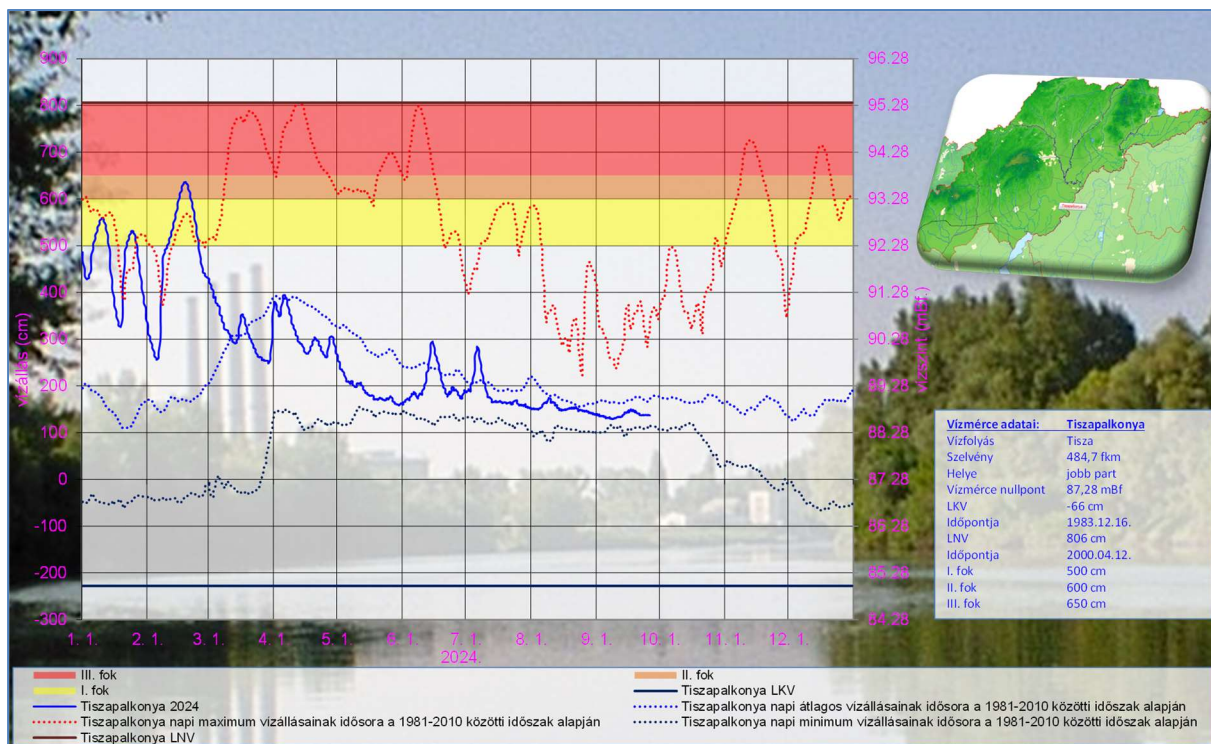 900
800
700
600
500
400
300
200
100
0
-100
-200
-300
vízállás (cm)
96.28
95.28
94.28
93.28
92.28
91.28
90.28
89.28
88.28
87.28
86.28
85.28
84.28
vízszint (mBf.)
1. 1.
2. 1.
3. 1.
4. 1.
5. 1.
6. 1.
7. 1.
8. 1.
9. 1.
10. 1.
11. 1.
12. 1.
2024.
Tiszapalkonya
Vízmérce adatai: Tiszapalkonya
Vízfolyás Tisza
Szelvény 484,7 fkm
Helye jobb part
Vízmérce nullpont 87,28 mBf
LKV -66 cm
Időpontja 1983.12.16.
LNV 806 cm
Időpontja 2000.04.12.
I. fok 500 cm
II. fok 600 cm
III. fok 650 cm
III. fok
II. fok
I. fok
Tiszapalkonya LKV
Tiszapalkonya 2024
Tiszapalkonya napi átlagos vízállásainak idősora a 1981-2010 közötti időszak alapján
Tiszapalkonya napi maximum vízállásainak idősora a 1981-2010 közötti időszak alapján
Tiszapalkonya napi minimum vízállásainak idősora a 1981-2010 közötti időszak alapján
Tiszapalkonya LNV